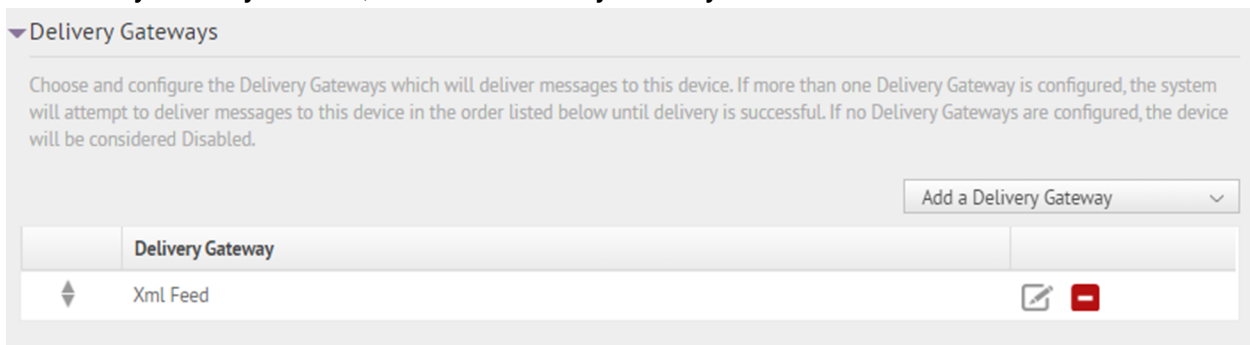 Delivery Gateways
Choose and configure the Delivery Gateways which will deliver messages to this device. If more than one Delivery Gateway is configured, the system
will attempt to deliver messages to this device in the order listed below until delivery is successful. If no Delivery Gateways are configured, the device
will be considered Disabled.
Add a Delivery Gateway
Delivery Gateway
Xml Feed